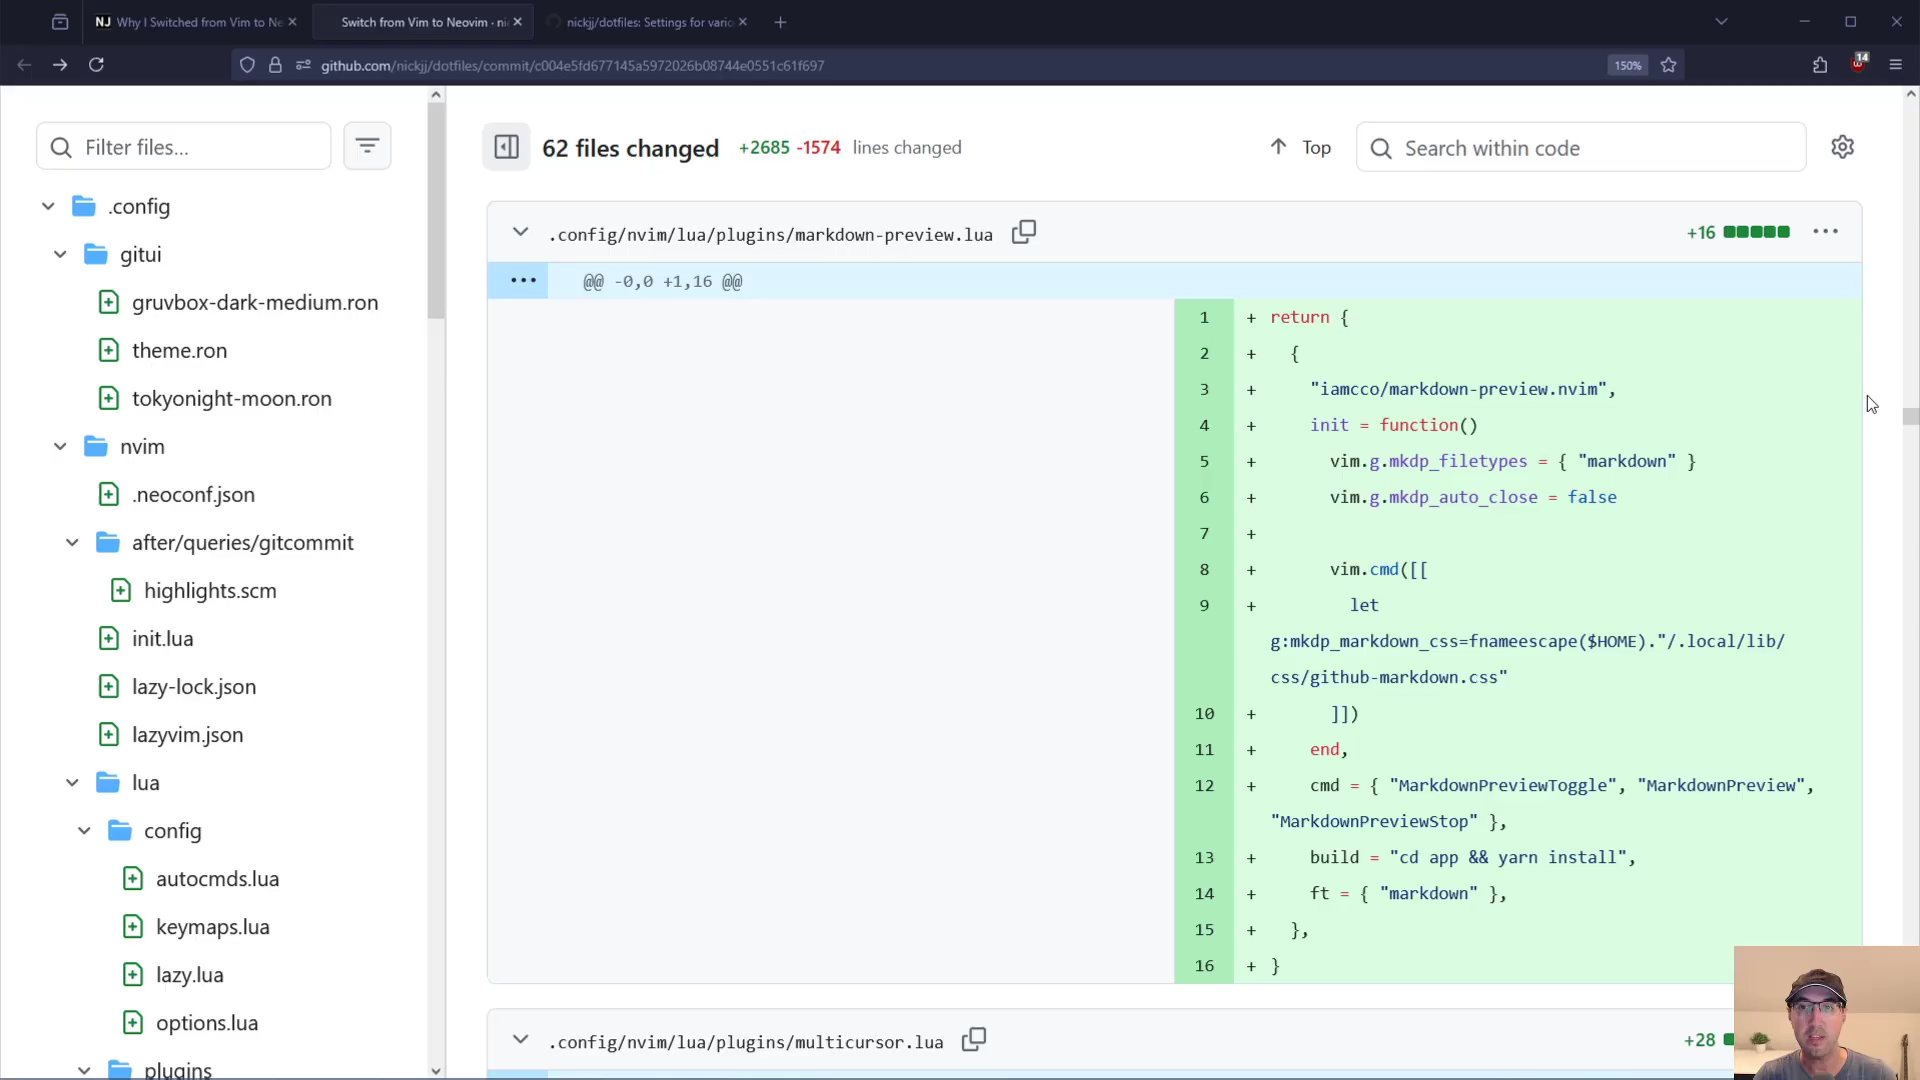 NJ Why I Switched from Vim to Ne
Switch from Vim to Neovim · ni
nickjj/dotfiles: Settings for vario
github.com/nickjj/dotfiles/commit/c004e5fd677145a5972026b08744e0551c61f697
150%
14
Filter files...
62 files changed +2685 -1574 lines changed
Top
Search within code
.config
gitui
gruvbox-dark-medium.ron
theme.ron
tokyonight-moon.ron
nvim
.neoconf.json
after/queries/gitcommit
highlights.scm
init.lua
lazy-lock.json
lazyvim.json
lua
config
autocmds.lua
keymaps.lua
lazy.lua
options.lua
plugins
.config/nvim/lua/plugins/markdown-preview.lua
+16
@@ -0,0 +1,16 @@
1 + return {
2 + {
3 + "iamcco/markdown-preview.nvim",
4 + init = function()
5 + vim.g.mkdp_filetypes = { "markdown" }
6 + vim.g.mkdp_auto_close = false
7 +
8 + vim.cmd([[
9 + let
g:mkdp_markdown_css=fnameescape($HOME)."/.local/lib/
css/github-markdown.css"
10 + ]])
11 + end,
12 + cmd = { "MarkdownPreviewToggle", "MarkdownPreview",
"MarkdownPreviewStop" },
13 + build = "cd app && yarn install",
14 + ft = { "markdown" },
15 + },
16 + }
.config/nvim/lua/plugins/multicursor.lua
+28